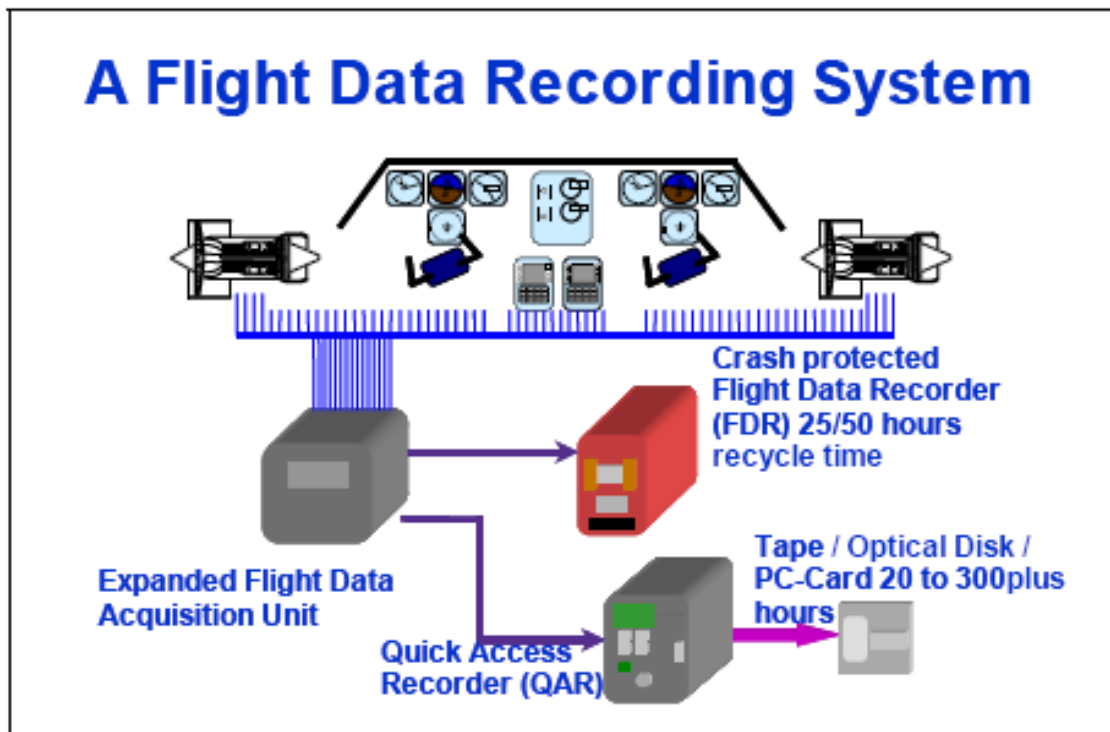 A Flight Data Recording System
Crash protected
Flight Data Recorder
(FDR) 25/50 hours
recycle time
Expanded Flight Data
Acquisition Unit
Tape / Optical Disk /
PC-Card 20 to 300plus
hours
Quick Access
Recorder (QAR)